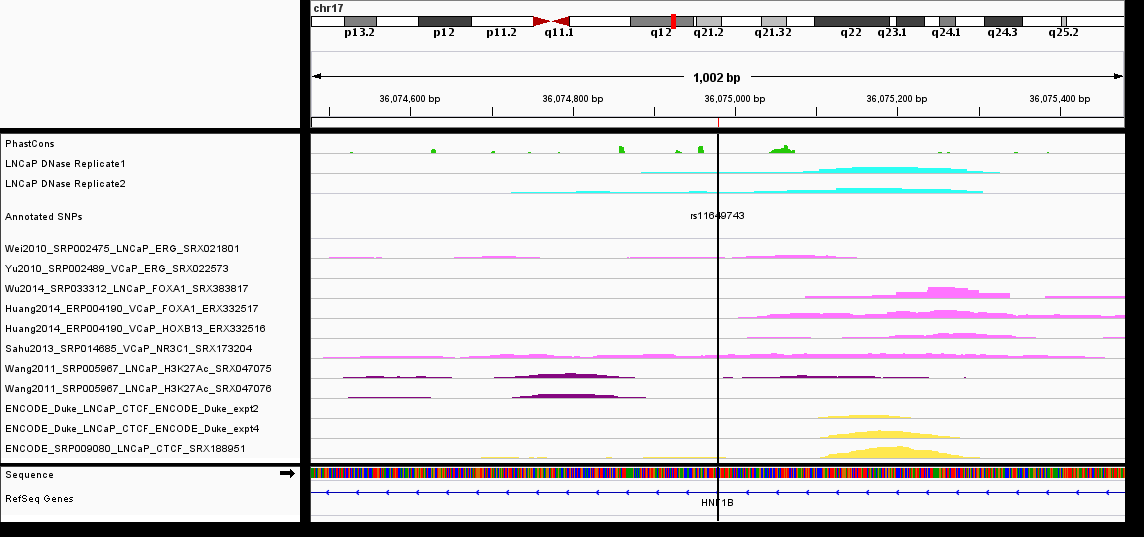 chr17
p13.2 p12 p11.2 q11.1 q12 q21.2 q21.32 q22 q23.1 q24.1 q24.3 q25.2
1,002 bp
36,074,600 bp 36,074,800 bp 36,075,000 bp 36,075,200 bp 36,075,400 bp
PhastCons
LNCaP DNase Replicate1
LNCaP DNase Replicate2
Annotated SNPs rs11649743
Wei2010_SRP002475_LNCaP_ERG_SRX021801
Yu2010_SRP002489_VCaP_ERG_SRX022573
Wu2014_SRP033312_LNCaP_FOXA1_SRX383817
Huang2014_ERP004190_VCaP_FOXA1_ERX332517
Huang2014_ERP004190_VCaP_HOXB13_ERX332516
Sahu2013_SRP014685_VCaP_NR3C1_SRX173204
Wang2011_SRP005967_LNCaP_H3K27Ac_SRX047075
Wang2011_SRP005967_LNCaP_H3K27Ac_SRX047076
ENCODE_Duke_LNCaP_CTCF_ENCODE_Duke_expt2
ENCODE_Duke_LNCaP_CTCF_ENCODE_Duke_expt4
ENCODE_SRP009080_LNCaP_CTCF_SRX188951
Sequence
RefSeq Genes
HNF1B